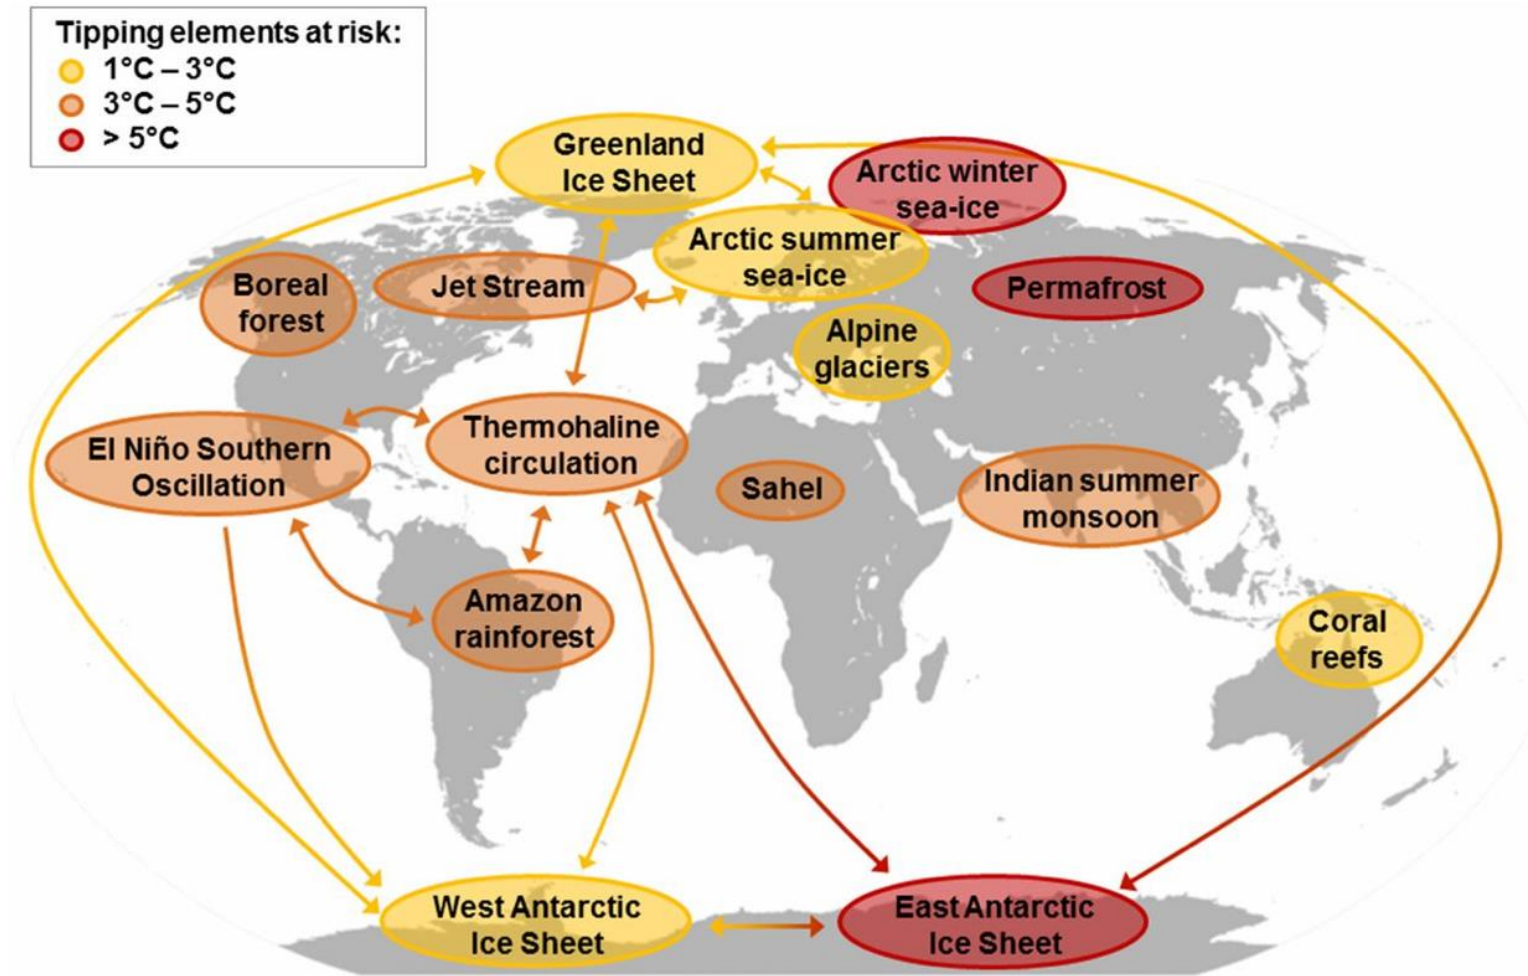 Tipping elements at risk:
1°C – 3°C
3°C – 5°C
> 5°C
Greenland
Ice Sheet
Arctic winter
sea-ice
Arctic summer
sea-ice
Boreal
forest
Jet Stream
Permafrost
Alpine
glaciers
El Niño Southern
Oscillation
Thermohaline
circulation
Sahel
Indian summer
monsoon
Amazon
rainforest
Coral
reefs
West Antarctic
Ice Sheet
East Antarctic
Ice Sheet